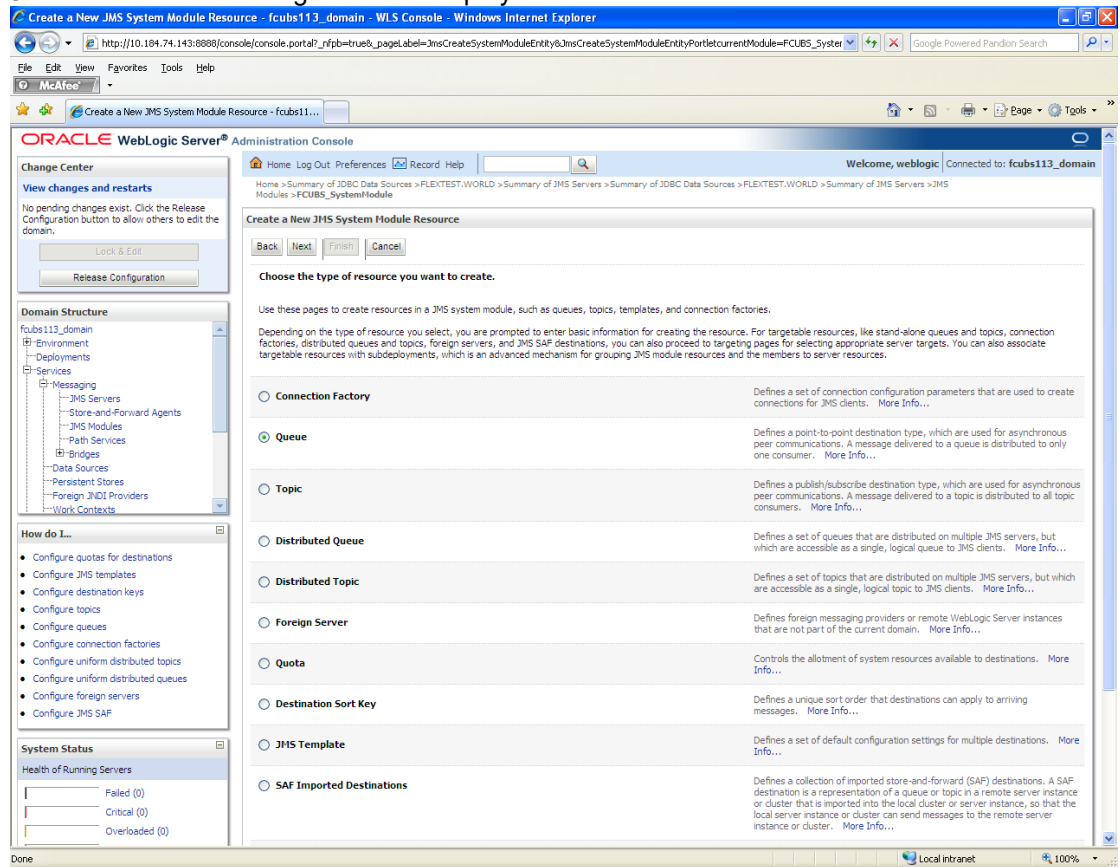 Create a New JMS System Module Resource - fcubs113_domain - WLS Console - Windows Internet Explorer
http://10.184.74.143:8888/console/console.portal?_nfpb=true&_pageLabel=JmsCreateSystemModuleEntity&JmsCreateSystemModuleEntityPortletcurrentModule=FCUBS_System
Google Powered Pandion Search
File Edit View Favorites Tools Help
McAfee
Create a New JMS System Module Resource - fcubs11...
Page Tools
ORACLE WebLogic Server® Administration Console
Change Center
View changes and restarts
No pending changes exist. Click the Release
Configuration button to allow others to edit the
domain.
Lock & Edit
Release Configuration
Domain Structure
fcubs113_domain
Environment
Deployments
Services
Messaging
JMS Servers
Store-and-Forward Agents
JMS Modules
Path Services
Bridges
Data Sources
Persistent Stores
Foreign JNDI Providers
Work Contexts
How do I...
Configure quotas for destinations
Configure JMS templates
Configure destination keys
Configure topics
Configure queues
Configure connection factories
Configure uniform distributed topics
Configure uniform distributed queues
Configure foreign servers
Configure JMS SAF
System Status
Health of Running Servers
Failed (0)
Critical (0)
Overloaded (0)
Home Log Out Preferences Record Help
Welcome, weblogic Connected to: fcubs113_domain
Home >Summary of JDBC Data Sources >FLEXTEST.WORLD >Summary of JMS Servers >Summary of JDBC Data Sources >FLEXTEST.WORLD >Summary of JMS Servers >JMS
Modules >FCUBS_SystemModule
Create a New JMS System Module Resource
Back Next Finish Cancel
Choose the type of resource you want to create.
Use these pages to create resources in a JMS system module, such as queues, topics, templates, and connection factories.
Depending on the type of resource you select, you are prompted to enter basic information for creating the resource. For targetable resources, like stand-alone queues and topics, connection
factories, distributed queues and topics, foreign servers, and JMS SAF destinations, you can also proceed to targeting pages for selecting appropriate server targets. You can also associate
targetable resources with subdeployments, which is an advanced mechanism for grouping JMS module resources and the members to server resources.
Connection Factory
Defines a set of connection configuration parameters that are used to create
connections for JMS clients. More Info...
Queue
Defines a point-to-point destination type, which are used for asynchronous
peer communications. A message delivered to a queue is distributed to only
one consumer. More Info...
Topic
Defines a publish/subscribe destination type, which are used for asynchronous
peer communications. A message delivered to a topic is distributed to all topic
consumers. More Info...
Distributed Queue
Defines a set of queues that are distributed on multiple JMS servers, but
which are accessible as a single, logical queue to JMS clients. More Info...
Distributed Topic
Defines a set of topics that are distributed on multiple JMS servers, but which
are accessible as a single, logical topic to JMS clients. More Info...
Foreign Server
Defines foreign messaging providers or remote WebLogic Server instances
that are not part of the current domain. More Info...
Quota
Controls the allotment of system resources available to destinations. More
Info...
Destination Sort Key
Defines a unique sort order that destinations can apply to arriving
messages. More Info...
JMS Template
Defines a set of default configuration settings for multiple destinations. More
Info...
SAF Imported Destinations
Defines a collection of imported store-and-forward (SAF) destinations. A SAF
destination is a representation of a queue or topic in a remote server instance
or cluster that is imported into the local cluster or server instance, so that the
local server instance or cluster can send messages to the remote server
instance or cluster. More Info...
Done
Local intranet
100%